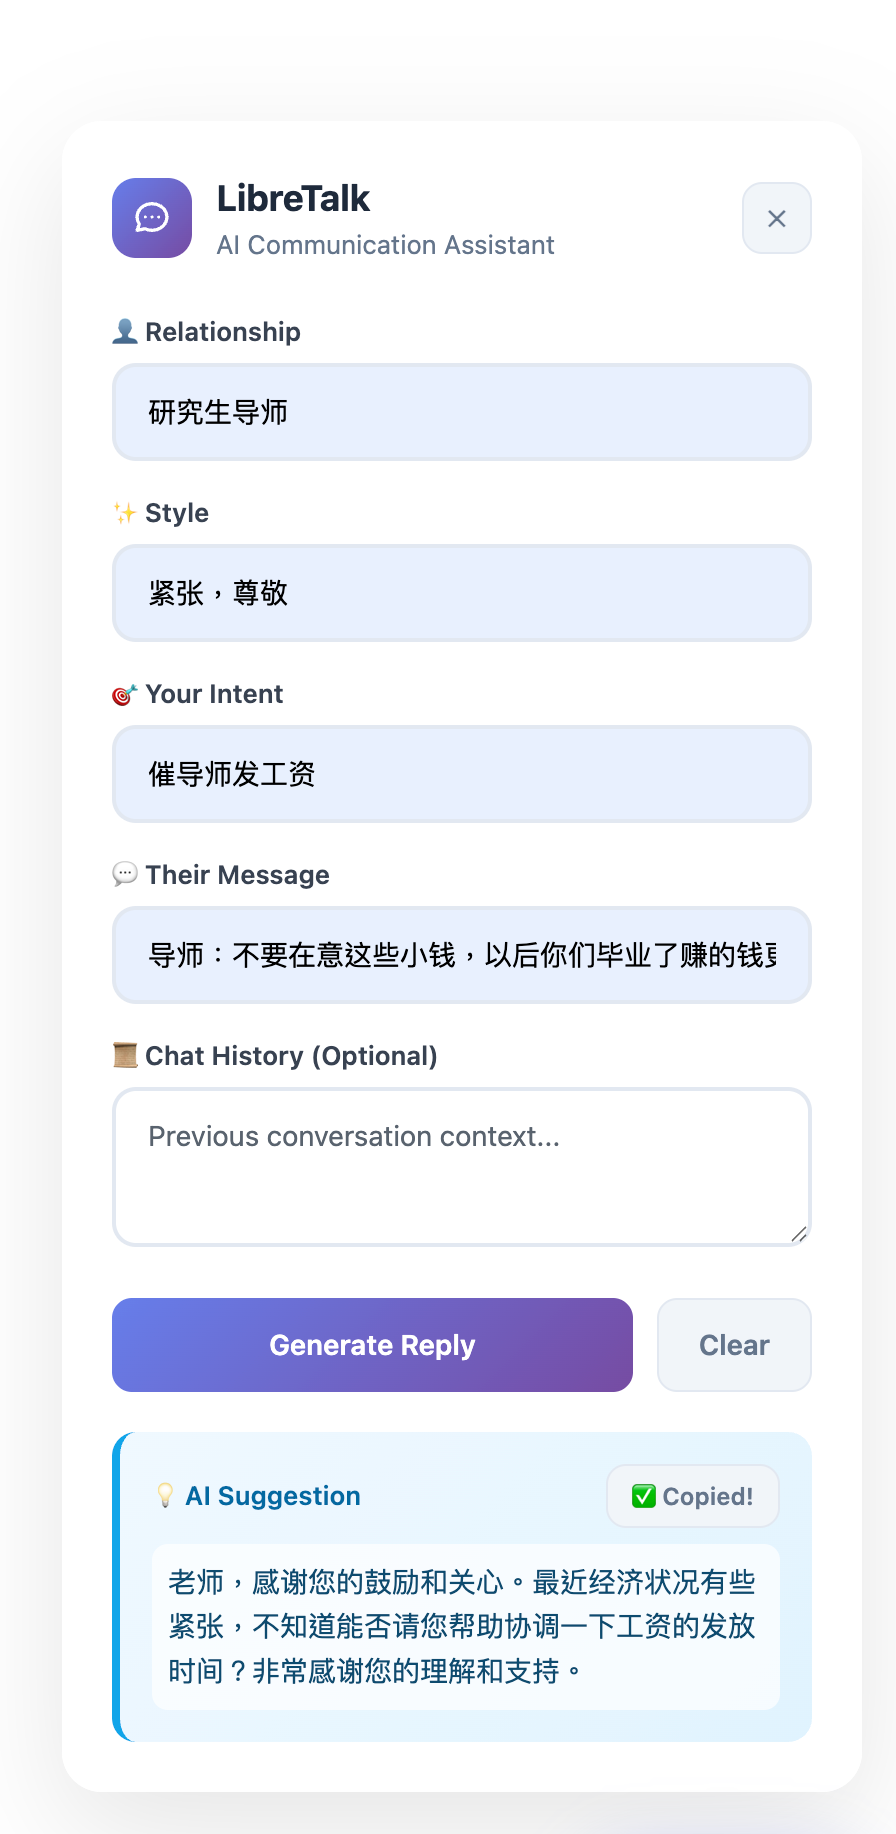 LibreTalk
AI Communication Assistant
Relationship
研究生导师
Style
紧张，尊敬
Your Intent
催导师发工资
Their Message
导师：不要在意这些小钱，以后你们毕业了赚的钱
Chat History (Optional)
Previous conversation context...
Generate Reply
Clear
AI Suggestion
Copied!
老师，感谢您的鼓励和关心。最近经济状况有些
紧张，不知道能否请您帮助协调一下工资的发放
时间？非常感谢您的理解和支持。